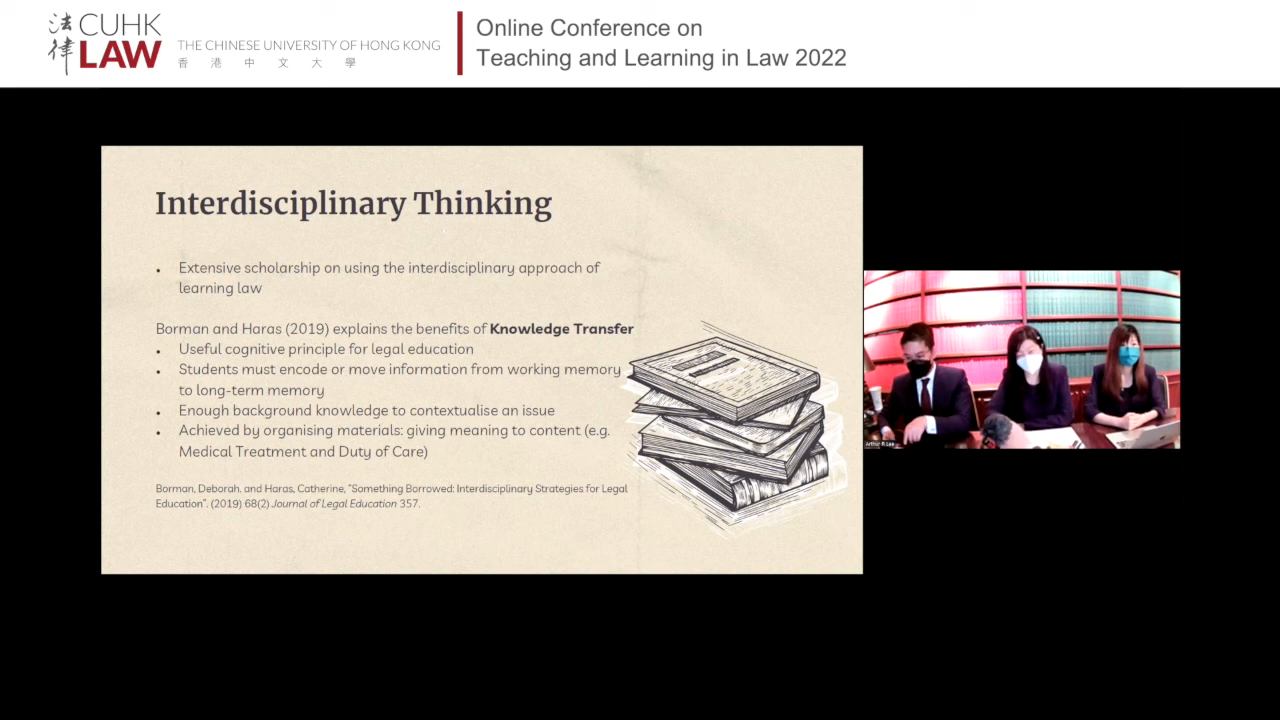 法律
CUHK
LAW
THE CHINESE UNIVERSITY OF HONG KONG
香港中文大學
Online Conference on
Teaching and Learning in Law 2022
Interdisciplinary Thinking
• Extensive scholarship on using the interdisciplinary approach of
learning law
Borman and Haras (2019) explains the benefits of Knowledge Transfer
• Useful cognitive principle for legal education
• Students must encode or move information from working memory
to long-term memory
• Enough background knowledge to contextualise an issue
• Achieved by organising materials: giving meaning to content (e.g.
Medical Treatment and Duty of Care)
Borman, Deborah. and Haras, Catherine, "Something Borrowed: Interdisciplinary Strategies for Legal
Education". (2019) 68(2) Journal of Legal Education 357.
Arthur R Lee